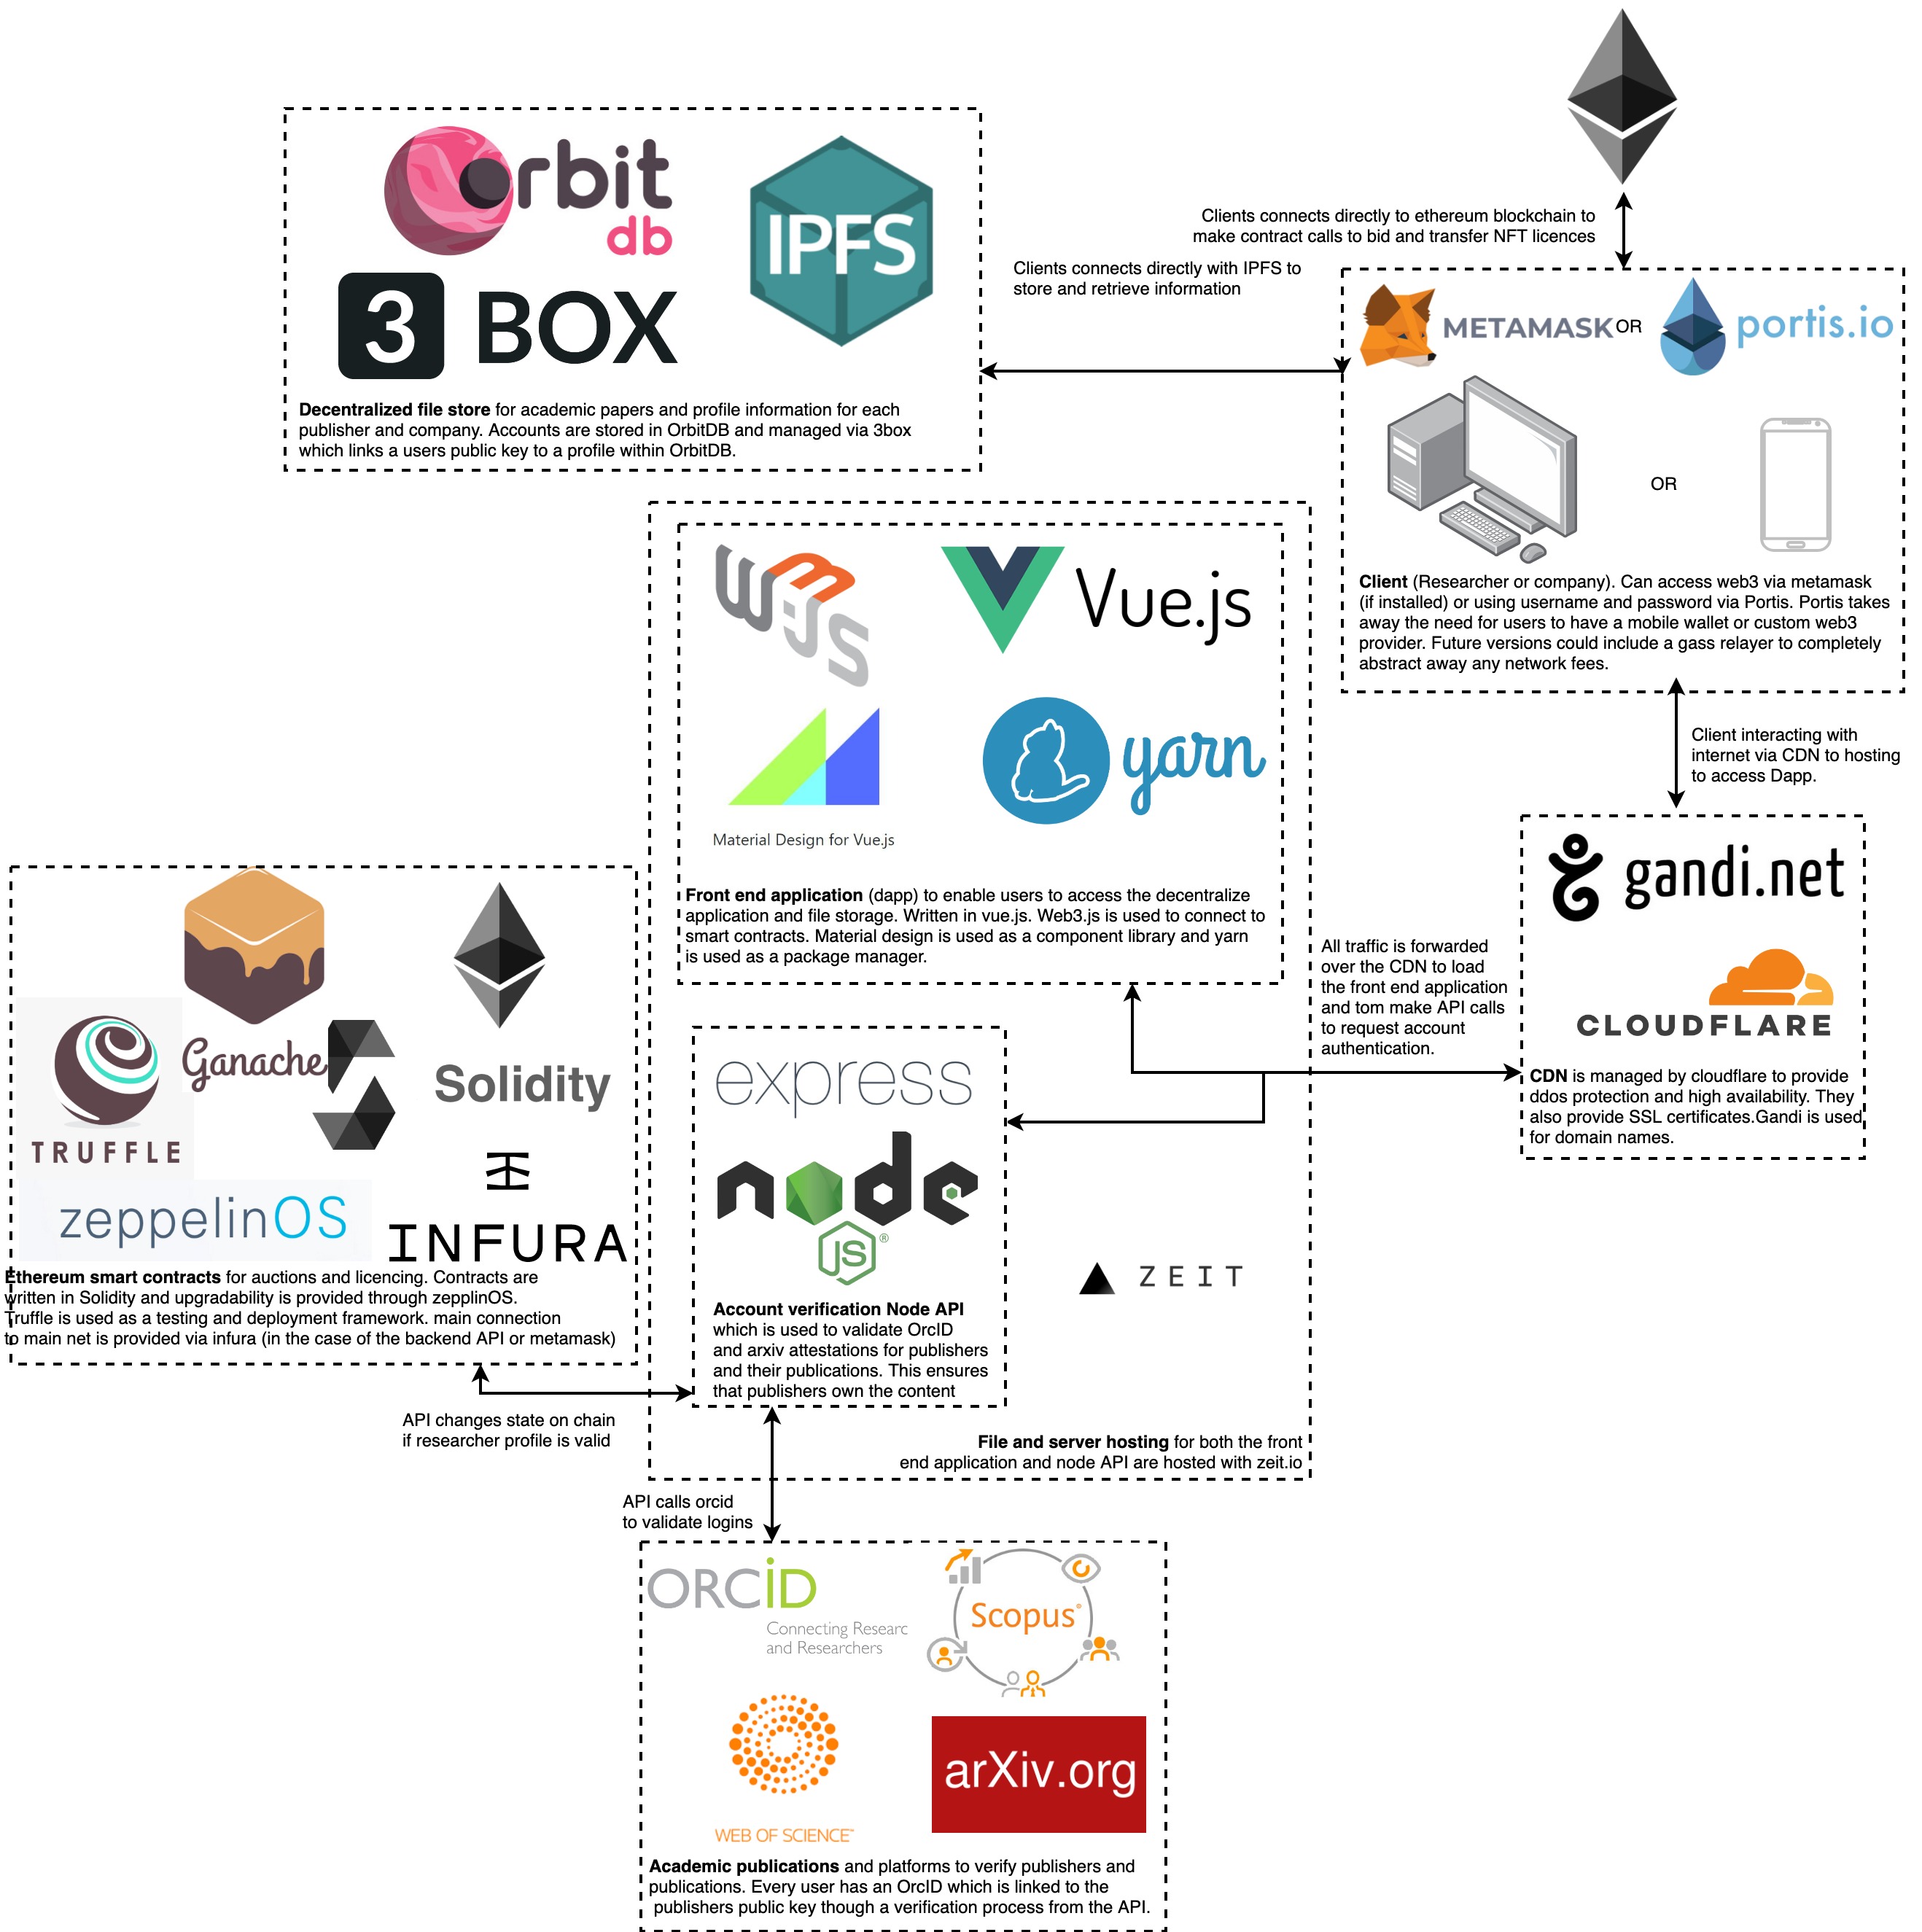 Orbit
db
IPFS
3 BOX
Decentralized file store for academic papers and profile information for each
publisher and company. Accounts are stored in OrbitDB and managed via 3box
which links a users public key to a profile within OrbitDB.
Clients connects directly to ethereum blockchain to
make contract calls to bid and transfer NFT licences
Clients connects directly with IPFS to
store and retrieve information
METAMASK OR portis.io
OR
Client (Researcher or company). Can access web3 via metamask
(if installed) or using username and password via Portis. Portis takes
away the need for users to have a mobile wallet or custom web3
provider. Future versions could include a gass relayer to completely
abstract away any network fees.
Client interacting with
internet via CDN to hosting
to access Dapp.
W3JS
Vue.js
yarn
Material Design for Vue.js
Front end application (dapp) to enable users to access the decentralize
application and file storage. Written in vue.js. Web3.js is used to connect to
smart contracts. Material design is used as a component library and yarn
is used as a package manager.
gandi.net
CLOUDFLARE
CDN is managed by cloudflare to provide
ddos protection and high availability. They
also provide SSL certificates.Gandi is used
for domain names.
All traffic is forwarded
over the CDN to load
the front end application
and tom make API calls
to request account
authentication.
Ganache
TRUFFLE
Solidity
zeppelinOS
INFURA
Ethereum smart contracts for auctions and licencing. Contracts are
written in Solidity and upgradability is provided through zepplinOS.
Truffle is used as a testing and deployment framework. main connection
to main net is provided via infura (in the case of the backend API or metamask)
express
node
JS ®
Account verification Node API
which is used to validate OrcID
and arxiv attestations for publishers
and their publications. This ensures
that publishers own the content
ZEIT
File and server hosting for both the front
end application and node API are hosted with zeit.io
API changes state on chain
if researcher profile is valid
API calls orcid
to validate logins
ORCiD
Connecting Researc
and Researchers
Scopus®
WEB OF SCIENCE™
arXiv.org
Academic publications and platforms to verify publishers and
publications. Every user has an OrcID which is linked to the
publishers public key though a verification process from the API.